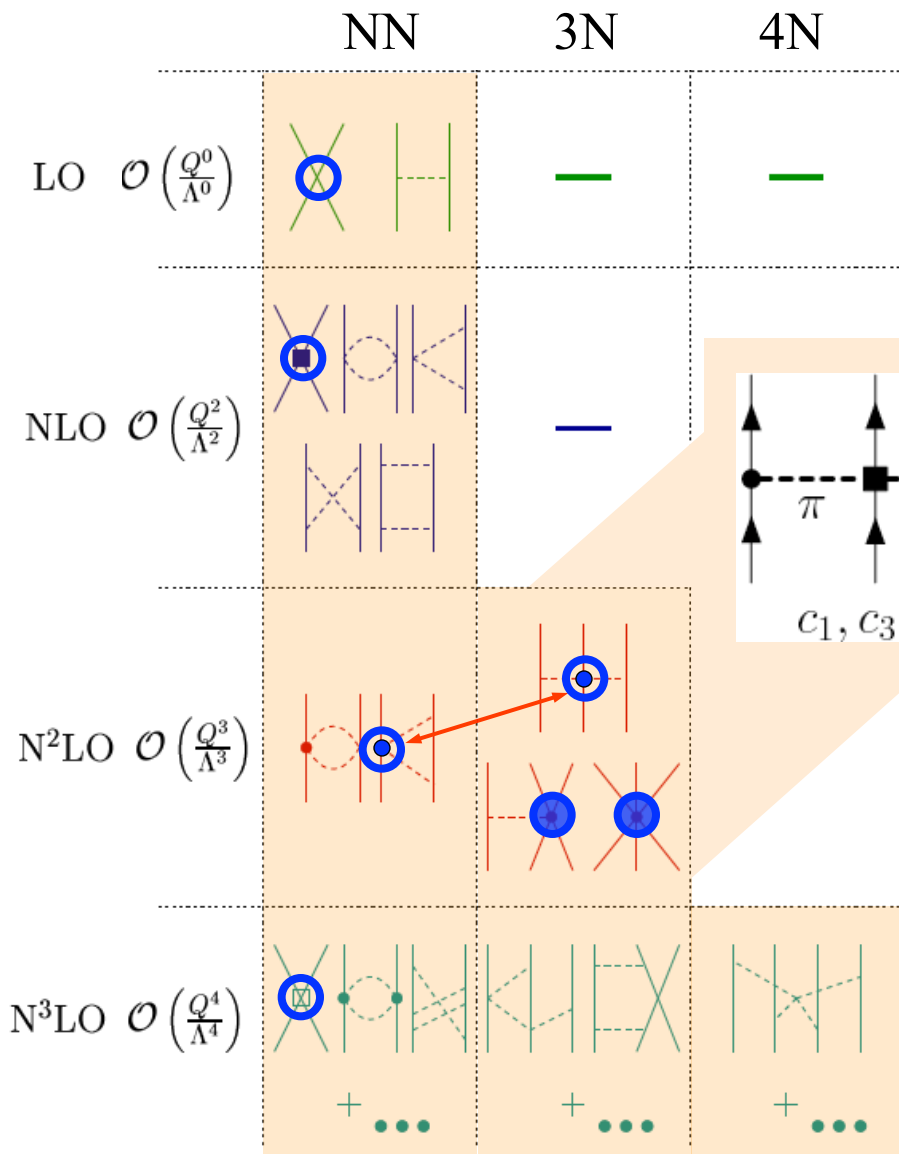 NN 3N 4N
LO 𝒪(Q⁰/Λ⁰)
NLO 𝒪(Q²/Λ²)
π
c₁, c₃
N²LO 𝒪(Q³/Λ³)
N³LO 𝒪(Q⁴/Λ⁴)
+ ••• + ••• + •••